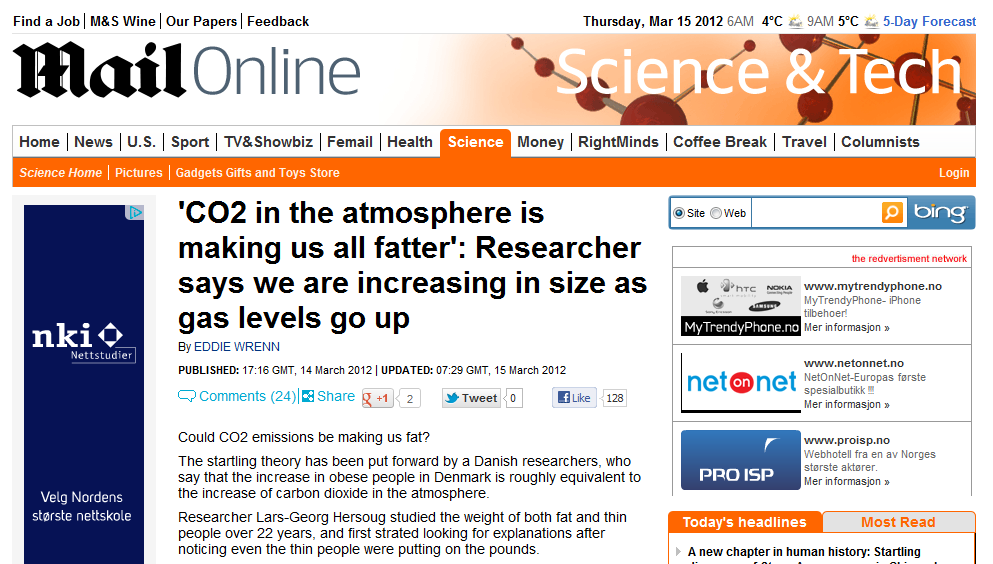 Find a Job | M&S Wine | Our Papers | Feedback
Thursday, Mar 15 2012 6AM 4°C 9AM 5°C 5-Day Forecast
Mail Online
Science & Tech
Home | News | U.S. | Sport | TV&Showbiz | Femail | Health | Science | Money | RightMinds | Coffee Break | Travel | Columnists
Science Home | Pictures | Gadgets Gifts and Toys Store
Login
nki
Nettstudier
Velg Nordens
største nettskole
'CO2 in the atmosphere is
making us all fatter': Researcher
says we are increasing in size as
gas levels go up
By EDDIE WRENN
PUBLISHED: 17:16 GMT, 14 March 2012 | UPDATED: 07:29 GMT, 15 March 2012
Comments (24) | Share
g +1 2
Tweet 0
f Like 128
Could CO2 emissions be making us fat?
The startling theory has been put forward by a Danish researchers, who
say that the increase in obese people in Denmark is roughly equivalent to
the increase of carbon dioxide in the atmosphere.
Researcher Lars-Georg Hersoug studied the weight of both fat and thin
people over 22 years, and first strated looking for explanations after
noticing even the thin people were putting on the pounds.
Site Web
bing
the redvertisment network
hTC
NOKIA
Sony Ericsson
SAMSUNG
MyTrendyPhone.no
www.mytrendyphone.no
MyTrendyPhone- iPhone
tilbehoer!
Mer informasjon »
net on net
www.netonnet.no
NetOnNet-Europas første
spesialbutikk !!!
Mer informasjon »
PRO ISP
www.proisp.no
Webhotell fra en av Norges
største aktører.
Mer informasjon »
Today's headlines
Most Read
A new chapter in human history: Startling